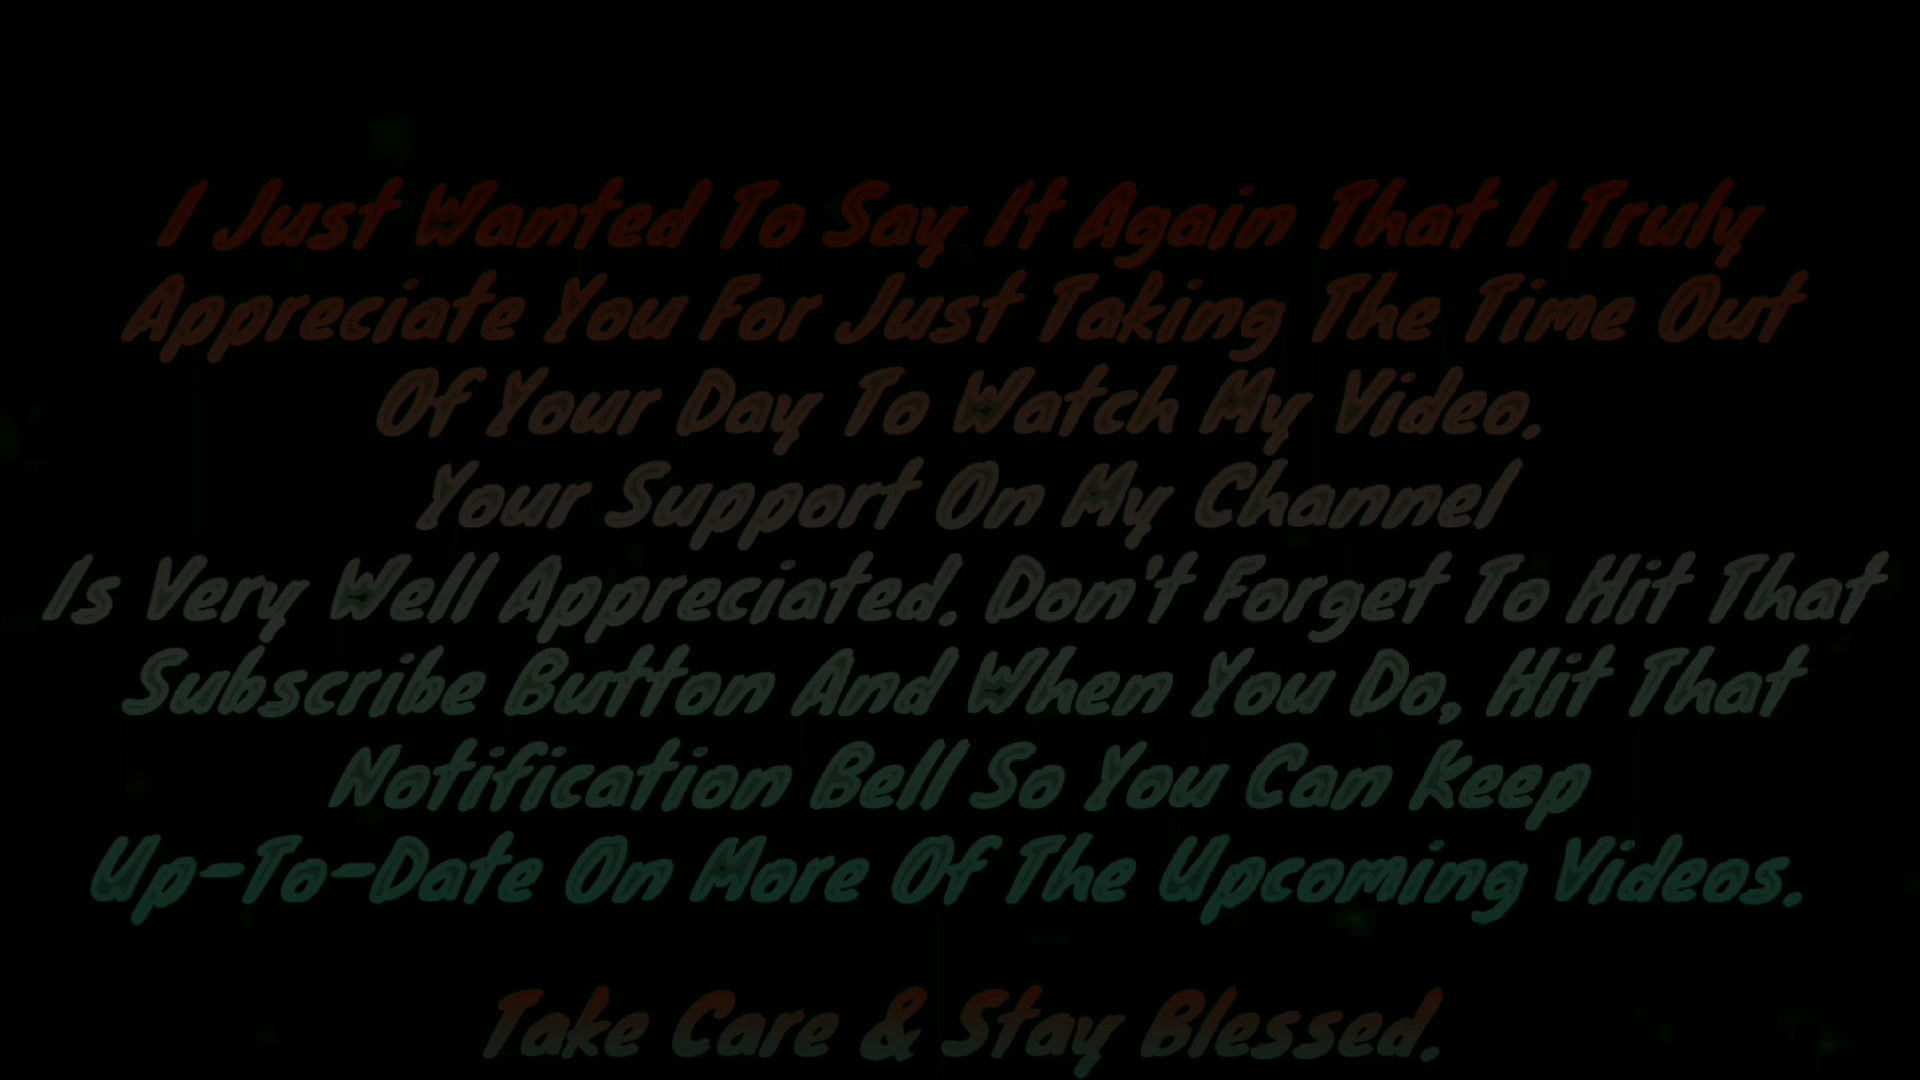 I Just Wanted To Say It Again That I Truly
Appreciate You For Just Taking The Time Out
Of Your Day To Watch My Video.
Your Support On My Channel
Is Very Well Appreciated. Don't Forget To Hit That
Subscribe Button And When You Do, Hit That
Notification Bell So You Can Keep
Up-To-Date On More Of The Upcoming Videos.
Take Care & Stay Blessed.